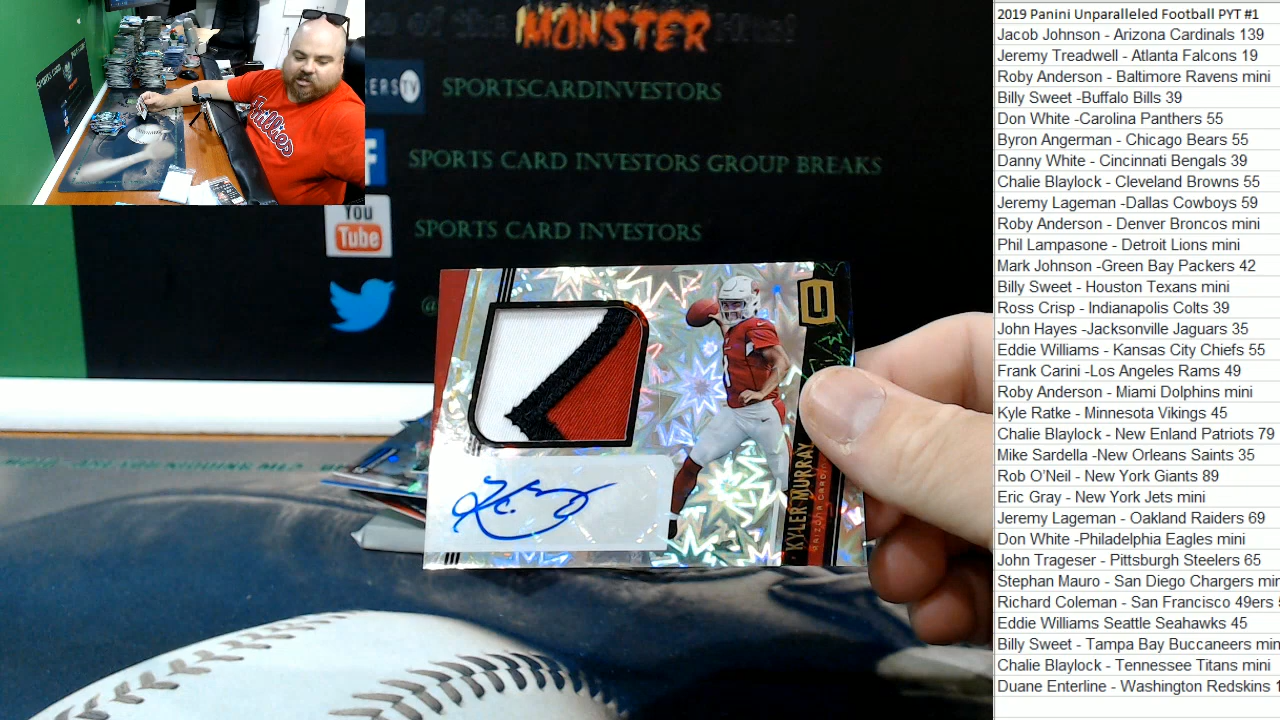 MONSTER
KERSTV
SPORTSCARDINVESTORS
SPORTS CARD INVESTORS GROUP BREAKS
You
Tube
SPORTS CARD INVESTORS
Phillies
U
KYLER MURRAY
2019 Panini Unparalleled Football PYT #1
Jacob Johnson - Arizona Cardinals 139
Jeremy Treadwell - Atlanta Falcons 19
Roby Anderson - Baltimore Ravens mini
Billy Sweet -Buffalo Bills 39
Don White -Carolina Panthers 55
Byron Angerman - Chicago Bears 55
Danny White - Cincinnati Bengals 39
Chalie Blaylock - Cleveland Browns 55
Jeremy Lageman -Dallas Cowboys 59
Roby Anderson - Denver Broncos mini
Phil Lampasone - Detroit Lions mini
Mark Johnson -Green Bay Packers 42
Billy Sweet - Houston Texans mini
Ross Crisp - Indianapolis Colts 39
John Hayes -Jacksonville Jaguars 35
Eddie Williams - Kansas City Chiefs 55
Frank Carini -Los Angeles Rams 49
Roby Anderson - Miami Dolphins mini
Kyle Ratke - Minnesota Vikings 45
Chalie Blaylock - New Enland Patriots 79
Mike Sardella -New Orleans Saints 35
Rob O'Neil - New York Giants 89
Eric Gray - New York Jets mini
Jeremy Lageman - Oakland Raiders 69
Don White -Philadelphia Eagles mini
John Trageser - Pittsburgh Steelers 65
Stephan Mauro - San Diego Chargers min
Richard Coleman - San Francisco 49ers
Eddie Williams Seattle Seahawks 45
Billy Sweet - Tampa Bay Buccaneers min
Chalie Blaylock - Tennessee Titans mini
Duane Enterline - Washington Redskins 1